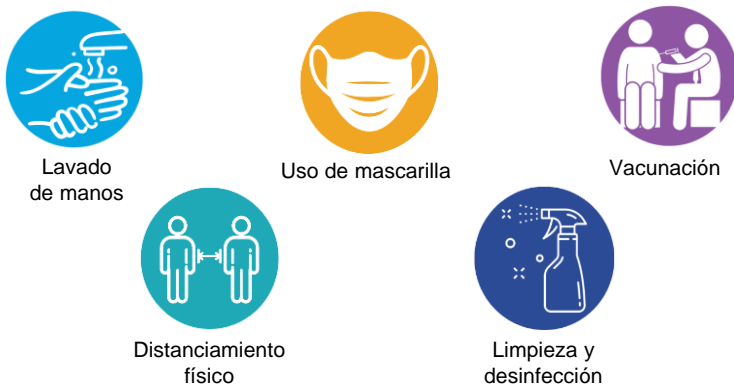 Lavado
de manos
Uso de mascarilla
Vacunación
Distanciamiento
físico
Limpieza y
desinfección